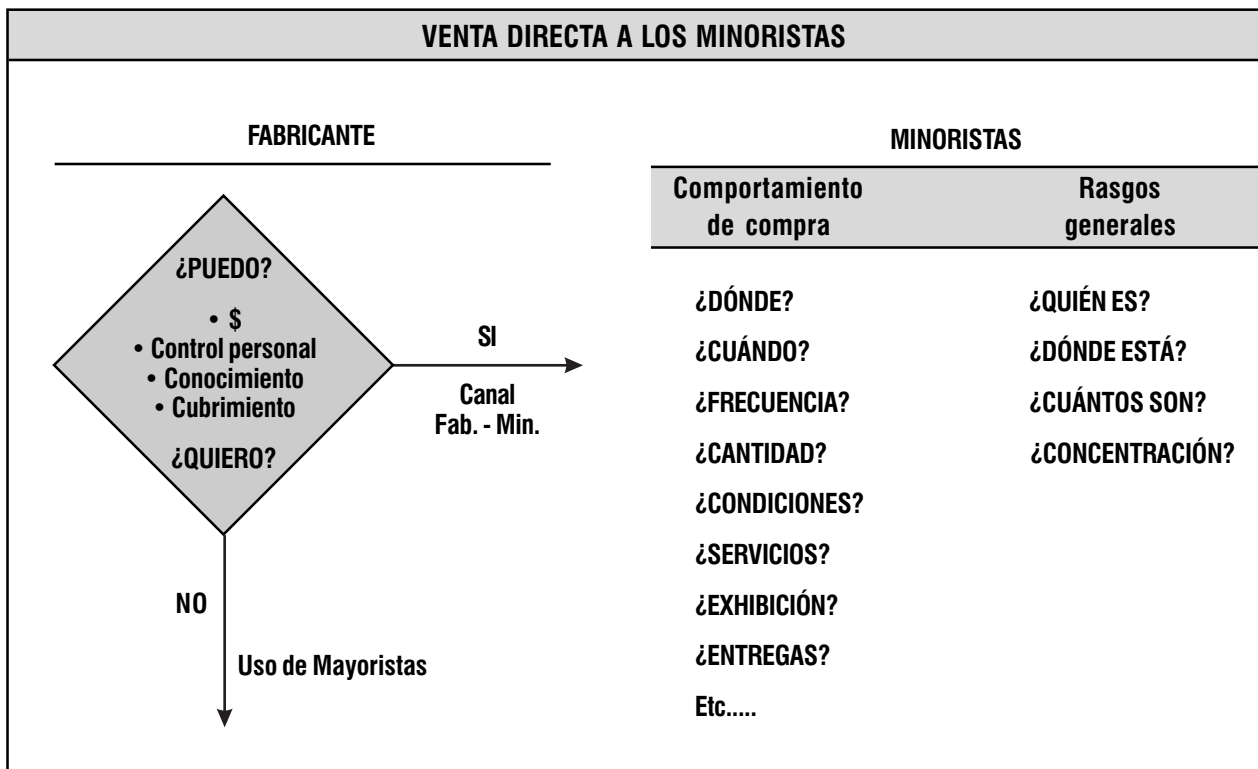 VENTA DIRECTA A LOS MINORISTAS
FABRICANTE
¿PUEDO?
• $
• Control personal
• Conocimiento
• Cubrimiento
¿QUIERO?
SI
Canal
Fab. - Min.
NO
Uso de Mayoristas
MINORISTAS
Comportamiento
de compra
¿DÓNDE?
¿CUÁNDO?
¿FRECUENCIA?
¿CANTIDAD?
¿CONDICIONES?
¿SERVICIOS?
¿EXHIBICIÓN?
¿ENTREGAS?
Etc.....
Rasgos
generales
¿QUIÉN ES?
¿DÓNDE ESTÁ?
¿CUÁNTOS SON?
¿CONCENTRACIÓN?